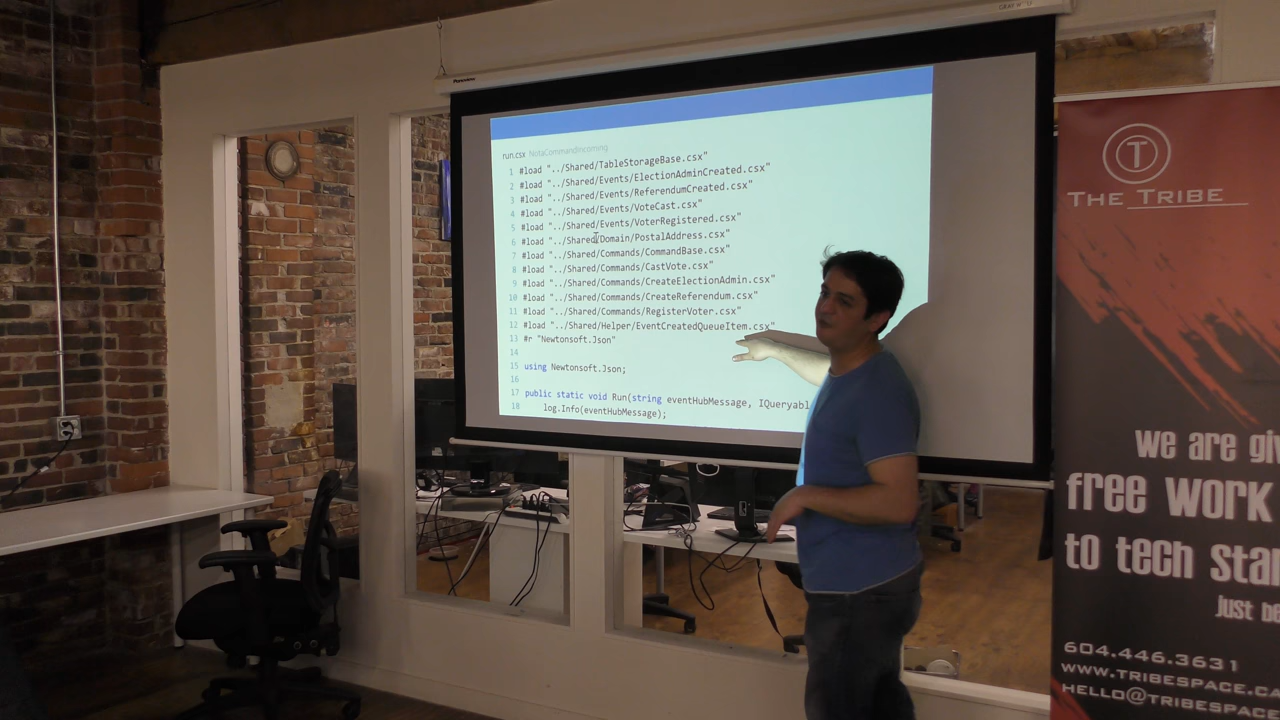 run.csx NotaCommandIncoming
1 #load "../Shared/TableStorageBase.csx"
2 #load "../Shared/Events/ElectionAdminCreated.csx"
3 #load "../Shared/Events/ReferendumCreated.csx"
4 #load "../Shared/Events/VoteCast.csx"
5 #load "../Shared/Events/VoterRegistered.csx"
6 #load "../Shared/Domain/PostalAddress.csx"
7 #load "../Shared/Commands/CommandBase.csx"
8 #load "../Shared/Commands/CastVote.csx"
9 #load "../Shared/Commands/CreateElectionAdmin.csx"
10 #load "../Shared/Commands/CreateReferendum.csx"
11 #load "../Shared/Commands/RegisterVoter.csx"
12 #load "../Shared/Helper/EventCreatedQueueItem.csx"
13 #r "Newtonsoft.Json"
14
15 using Newtonsoft.Json;
16
17 public static void Run(string eventHubMessage, IQueryabl
18 log.Info(eventHubMessage);
T
THE TRIBE
we are gi
free work
to tech sta
just be
604.446.3631
WWW.TRIBESPACE.CA
HELLO@TRIBESPACE